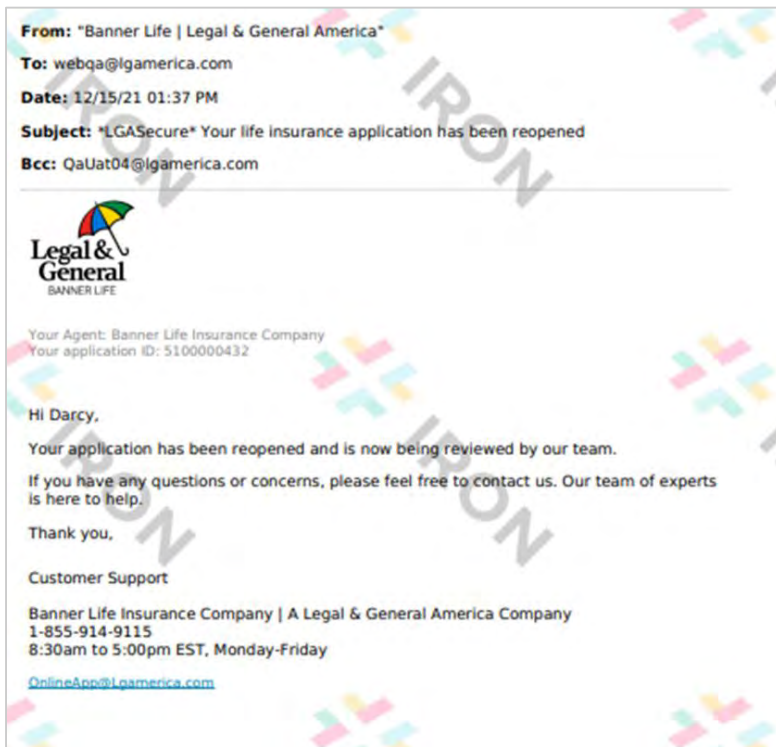 From: "Banner Life | Legal & General America"
To: webqa@lgamerica.com
Date: 12/15/21 01:37 PM
Subject: *LGASecure* Your life insurance application has been reopened
Bcc: QaUat04@lgamerica.com
Legal &
General
BANNER LIFE
Your Agent: Banner Life Insurance Company
Your application ID: 5100000432
Hi Darcy,
Your application has been reopened and is now being reviewed by our team.
If you have any questions or concerns, please feel free to contact us. Our team of experts
is here to help.
Thank you,
Customer Support
Banner Life Insurance Company | A Legal & General America Company
1-855-914-9115
8:30am to 5:00pm EST, Monday-Friday
OnlineApp@Lgamerica.com
IRON
IRON
IRON
IRON